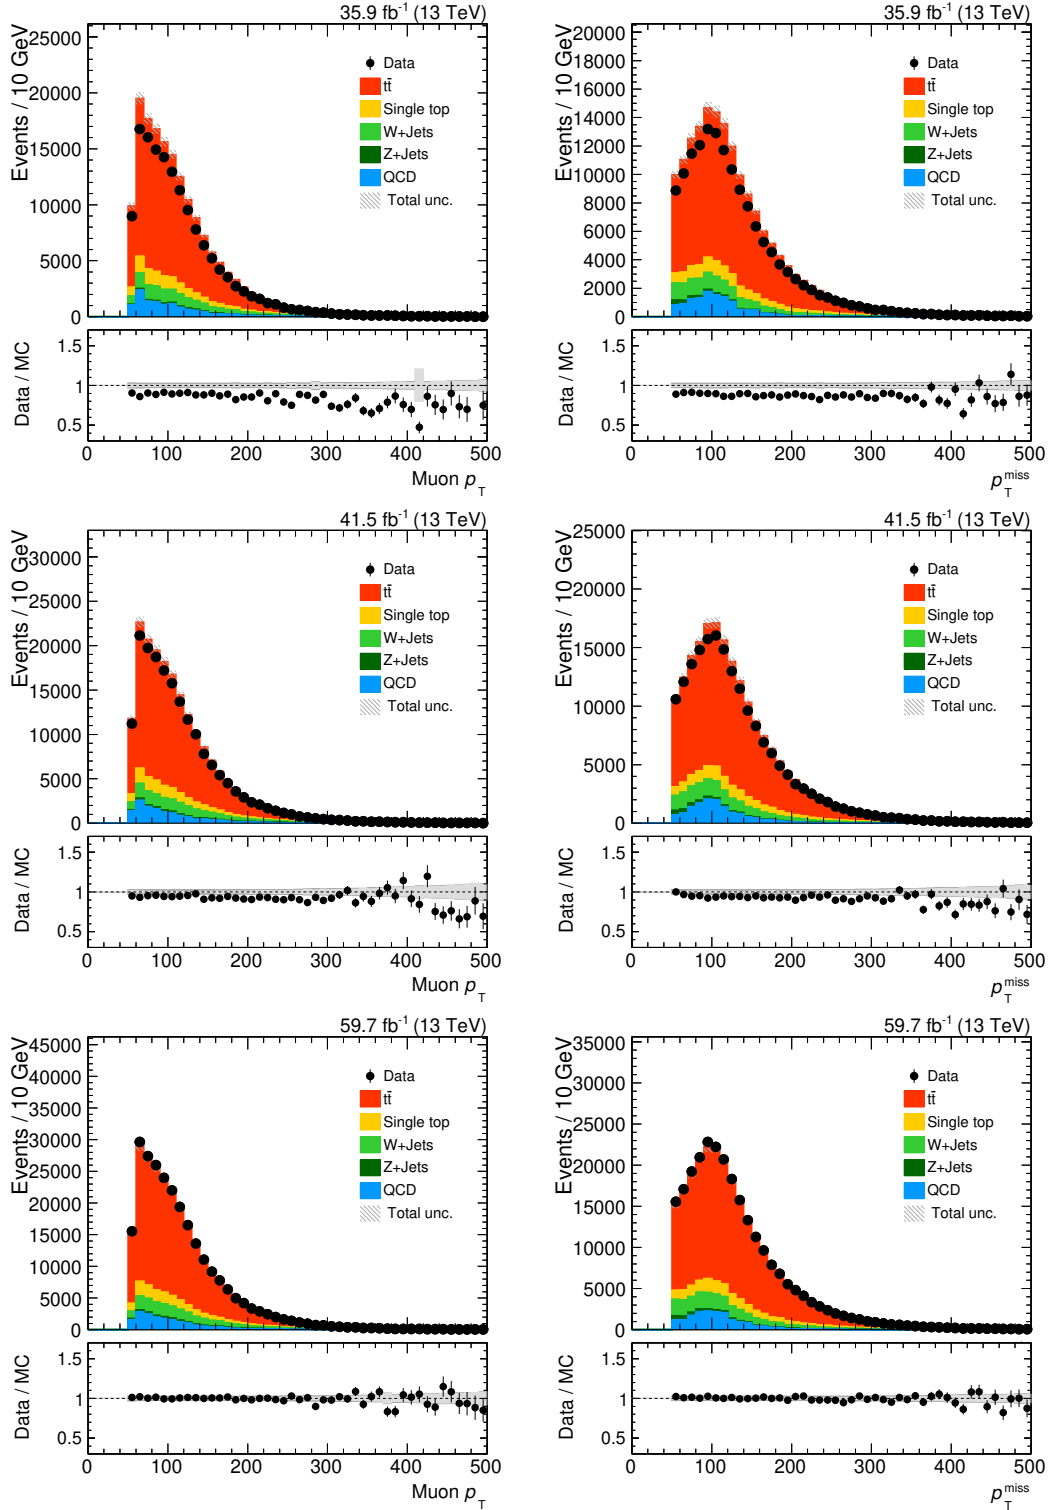 35.9 fb⁻¹ (13 TeV)
Events / 10 GeV
25000
20000
15000
10000
5000
0
Data
tt̄
Single top
W+Jets
Z+Jets
QCD
Total unc.
Data / MC
1.5
1
0.5
0 100 200 300 400 500
Muon p_T
35.9 fb⁻¹ (13 TeV)
Events / 10 GeV
20000
18000
16000
14000
12000
10000
8000
6000
4000
2000
0
Data
tt̄
Single top
W+Jets
Z+Jets
QCD
Total unc.
Data / MC
1.5
1
0.5
0 100 200 300 400 500
p_T^miss
41.5 fb⁻¹ (13 TeV)
Events / 10 GeV
30000
25000
20000
15000
10000
5000
0
Data
tt̄
Single top
W+Jets
Z+Jets
QCD
Total unc.
Data / MC
1.5
1
0.5
0 100 200 300 400 500
Muon p_T
41.5 fb⁻¹ (13 TeV)
Events / 10 GeV
25000
20000
15000
10000
5000
0
Data
tt̄
Single top
W+Jets
Z+Jets
QCD
Total unc.
Data / MC
1.5
1
0.5
0 100 200 300 400 500
p_T^miss
59.7 fb⁻¹ (13 TeV)
Events / 10 GeV
45000
40000
35000
30000
25000
20000
15000
10000
5000
0
Data
tt̄
Single top
W+Jets
Z+Jets
QCD
Total unc.
Data / MC
1.5
1
0.5
0 100 200 300 400 500
Muon p_T
59.7 fb⁻¹ (13 TeV)
Events / 10 GeV
35000
30000
25000
20000
15000
10000
5000
0
Data
tt̄
Single top
W+Jets
Z+Jets
QCD
Total unc.
Data / MC
1.5
1
0.5
0 100 200 300 400 500
p_T^miss